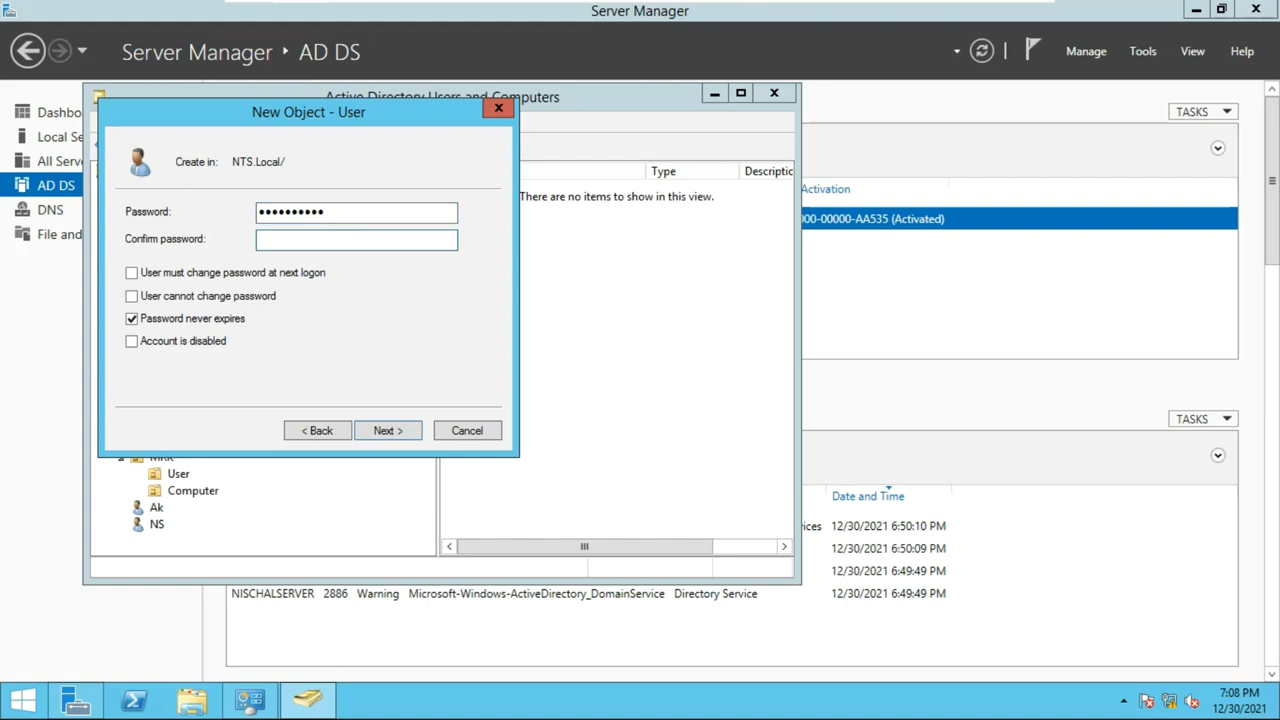 Server Manager
Server Manager ‣ AD DS
Manage Tools View Help
Dashbo
Local Se
All Serve
AD DS
DNS
File and
Active Directory Users and Computers
New Object - User
Create in: NTS.Local/
Password: ••••••••••
Confirm password:
User must change password at next logon
User cannot change password
Password never expires
Account is disabled
< Back Next > Cancel
Type Descriptic
There are no items to show in this view.
User
Computer
Ak
NS
TASKS
Activation
000-00000-AA535 (Activated)
TASKS
Date and Time
ices 12/30/2021 6:50:10 PM
12/30/2021 6:50:09 PM
12/30/2021 6:49:49 PM
NISCHALSERVER 2886 Warning Microsoft-Windows-ActiveDirectory_DomainService Directory Service 12/30/2021 6:49:49 PM
7:08 PM
12/30/2021